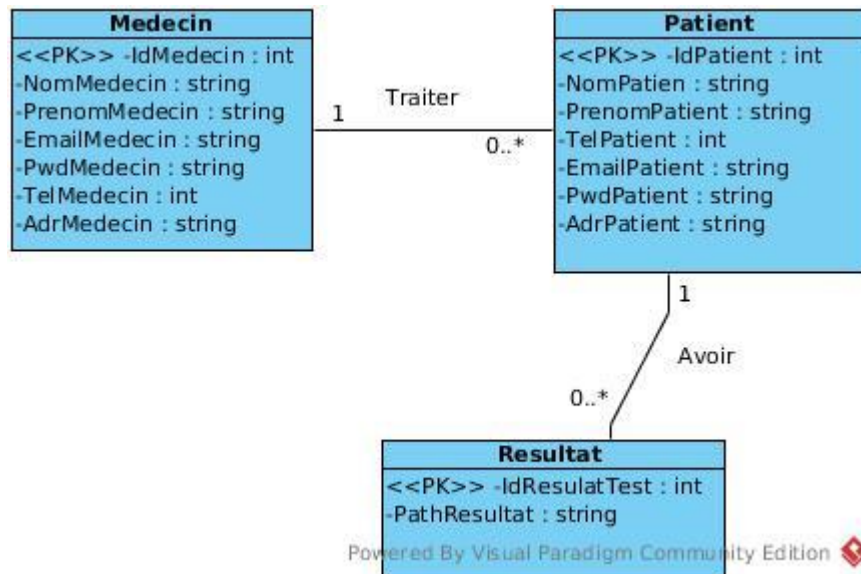 Medecin
<<PK>> -IdMedecin : int
-NomMedecin : string
-PrenomMedecin : string
-EmailMedecin : string
-PwdMedecin : string
-TelMedecin : int
-AdrMedecin : string
1
Traiter
0..*
Patient
<<PK>> -IdPatient : int
-NomPatien : string
-PrenomPatient : string
-TelPatient : int
-EmailPatient : string
-PwdPatient : string
-AdrPatient : string
1
Avoir
0..*
Resultat
<<PK>> -IdResulatTest : int
-PathResultat : string
Powered By Visual Paradigm Community Edition